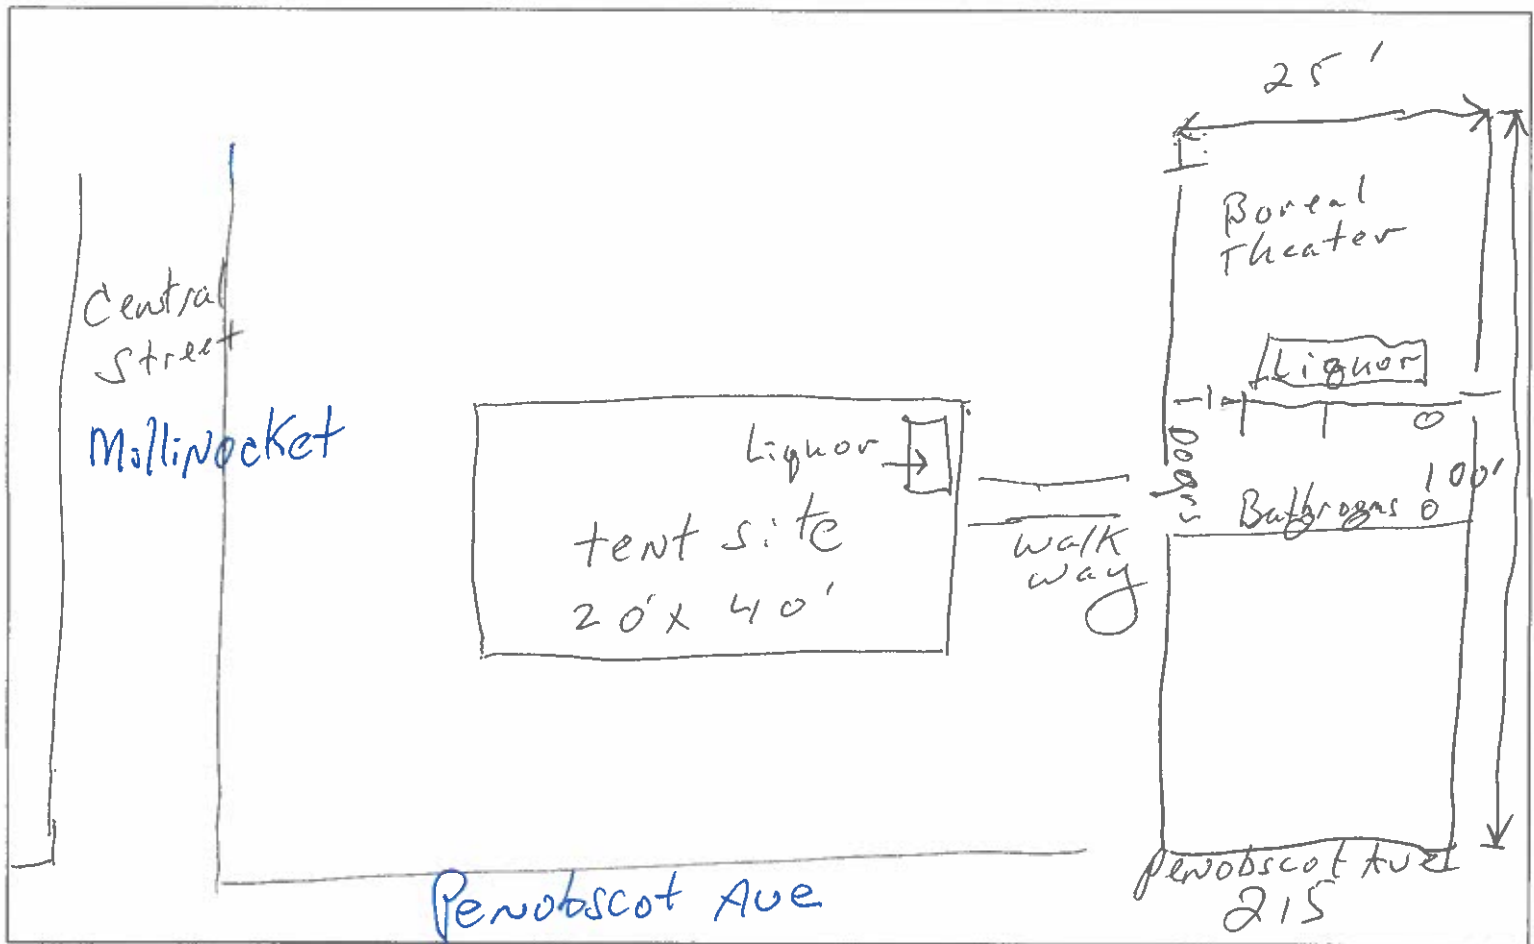 25'
Boreal
Theater
Central
Street
Liquor
MilliNocket
Liquor →
Doors
100'
Bathrooms
tent site
20'x 40'
walk
way
Penobscot Ave
Penobscot Ave
215